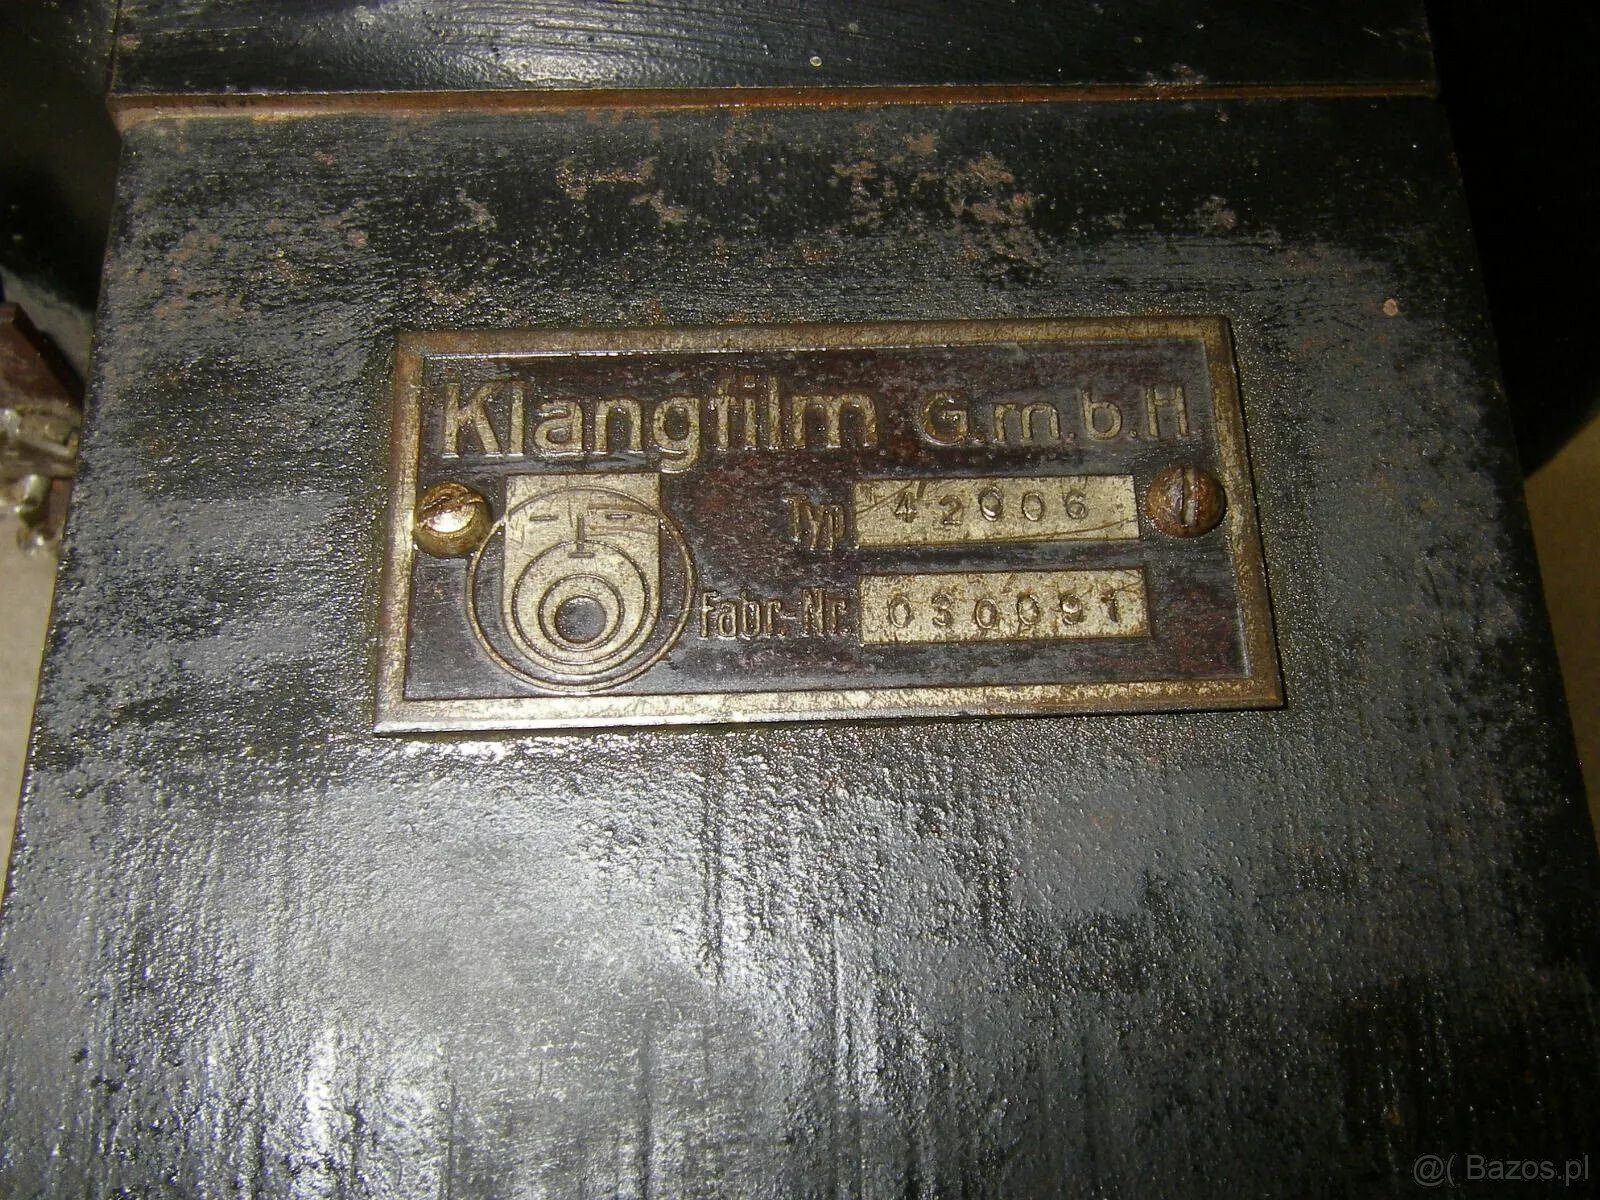 Klangfilm G.m.b.H.
Typ 42006
Fabr.-Nr. 030091
@( Bazos.pl